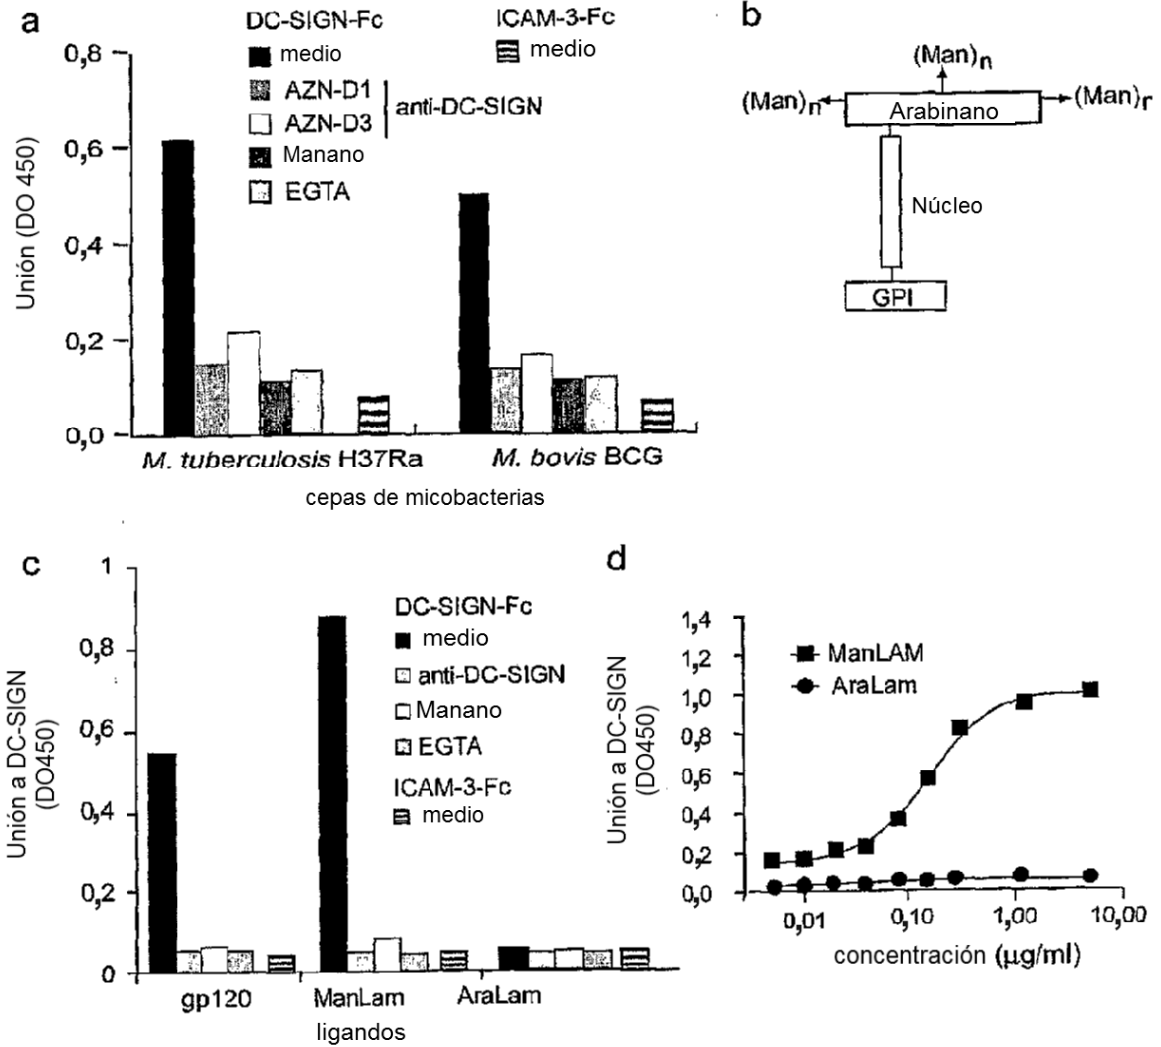 a
DC-SIGN-Fc
medio
AZN-D1
AZN-D3
anti-DC-SIGN
Manano
EGTA
ICAM-3-Fc
medio
Unión (DO 450)
0,8
0,6
0,4
0,2
0,0
M. tuberculosis H37Ra
M. bovis BCG
cepas de micobacterias
b
(Man)n
(Man)n
(Man)r
Arabinano
Núcleo
GPI
c
Unión a DC-SIGN
(DO450)
1
0,8
0,6
0,4
0,2
0
DC-SIGN-Fc
medio
anti-DC-SIGN
Manano
EGTA
ICAM-3-Fc
medio
gp120
ManLam
AraLam
ligandos
d
Unión a DC-SIGN
(DO450)
1,4
1,2
1,0
0,8
0,6
0,4
0,2
0,0
ManLAM
AraLam
0,01
0,10
1,00
10,00
concentración (µg/ml)